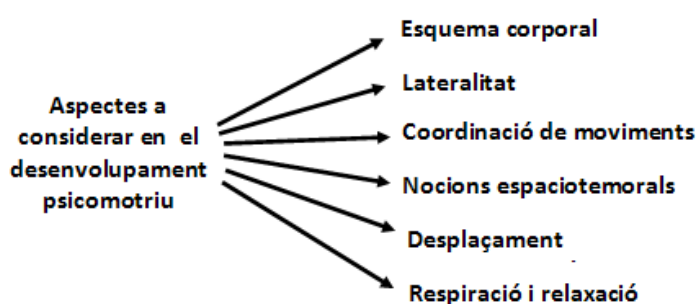 Aspectes a
considerar en el
desenvolupament
psicomotriu
Esquema corporal
Lateralitat
Coordinació de moviments
Nocions espaciotemorals
Desplaçament
Respiració i relaxació